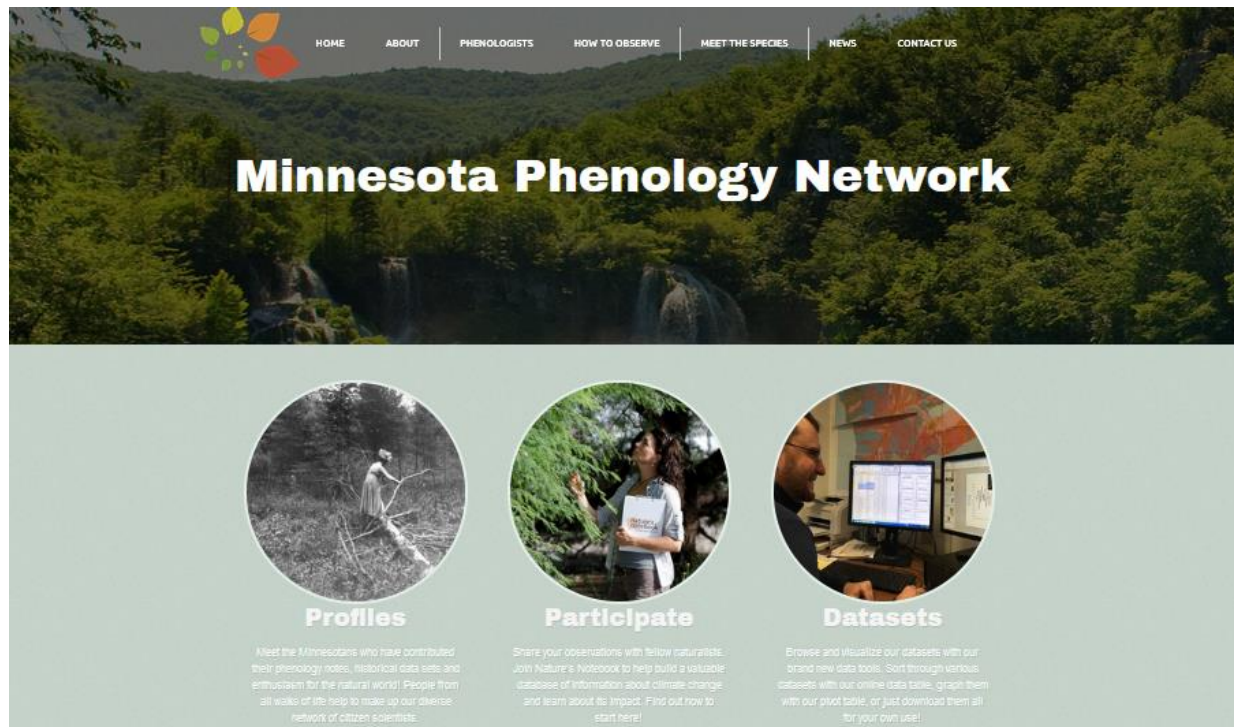 HOME ABOUT PHENOLOGISTS HOW TO OBSERVE MEET THE SPECIES NEWS CONTACT US
Minnesota Phenology Network
Nature's
Notebook
Profiles
Meet the Minnesotans who have contributed
their phenology notes, historical data sets and
enthusiasm for the natural world! People from
all walks of life help to make up our diverse
network of citizen scientists.
Participate
Share your observations with fellow naturalists.
Join Nature's Notebook to help build a valuable
database of information about climate change
and learn about its impact. Find out how to
start here!
Datasets
Browse and visualize our datasets with our
brand new data tools. Sort through various
datasets with our online data table, graph them
with our pivot table, or just download them all
for your own use!